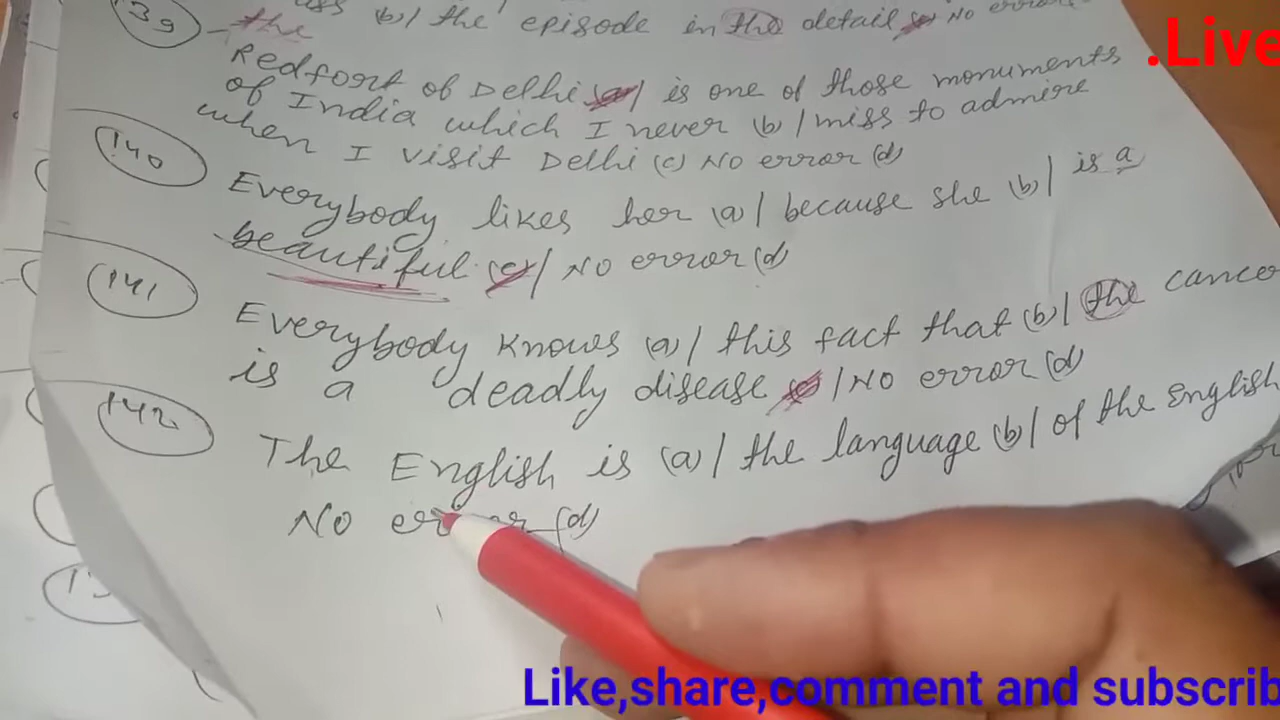 (b)/ the episode in the detail No error
39
the
Redfort of Delhi (a)/ is one of those monuments
of India which I never (b)/ miss to admire
when I visit Delhi (c) No error (d)
140
Everybody likes her (a)/ because she (b)/ is a
beautiful (c)/ No error (d)
141
Everybody knows (a)/ this fact that (b)/ the cancer
is a deadly disease (c)/ No error (d)
142
The English is (a)/ the language (b)/ of the English
No error (d)
.Live
Like,share,comment and subscrib